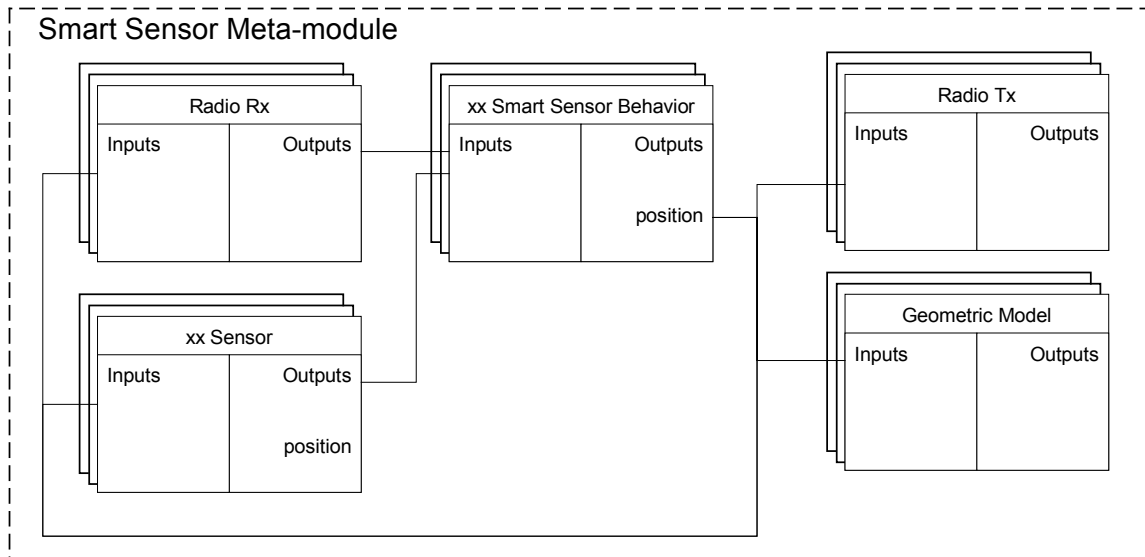 Smart Sensor Meta-module
Radio Rx
Inputs
Outputs
xx Smart Sensor Behavior
Inputs
Outputs
position
Radio Tx
Inputs
Outputs
xx Sensor
Inputs
Outputs
position
Geometric Model
Inputs
Outputs